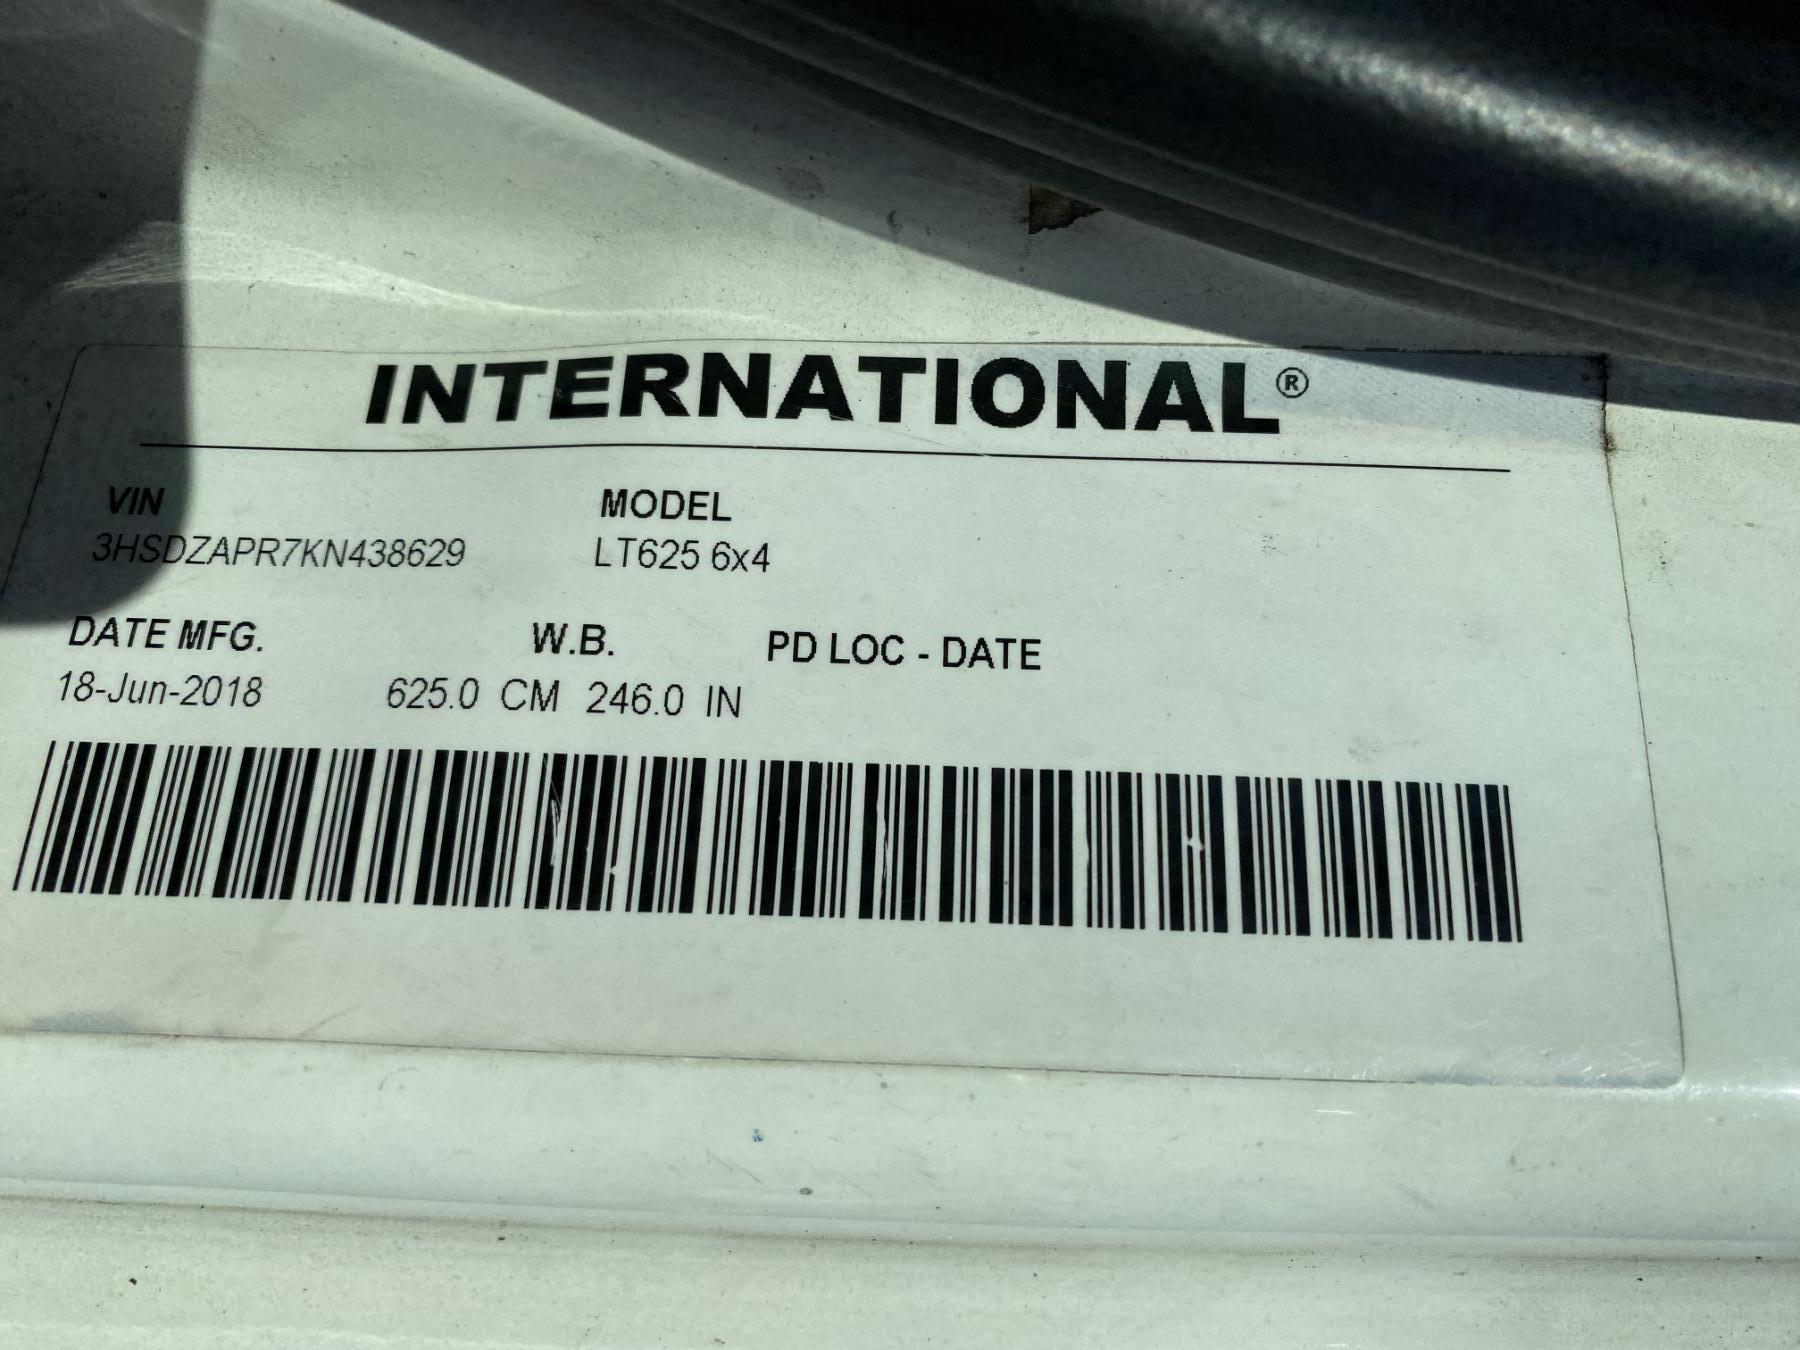 INTERNATIONAL®
VIN MODEL
3HSDZAPR7KN438629 LT625 6x4
DATE MFG. W.B. PD LOC - DATE
18-Jun-2018 625.0 CM 246.0 IN